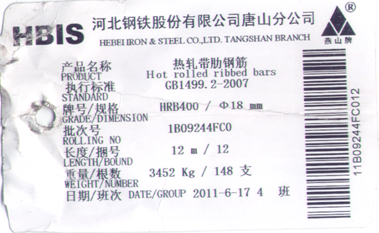 HBIS
河北钢铁股份有限公司唐山分公司
HEBEI IRON & STEEL CO.,LTD. TANGSHAN BRANCH
燕山牌
产品名称 热轧带肋钢筋
PRODUCT Hot rolled ribbed bars
执行标准 GB1499.2-2007
STANDARD
牌号/规格 HRB400 / Φ18 mm
GRADE/DIMENSION
批次号 1B09244FC0
ROLLING NO
长度/捆号 12 m / 12
LENGTH/BOUND
重量/根数 3452 Kg / 148 支
WEIGHT/NUMBER
日期/班次 DATE/GROUP 2011-6-17 4 班
11B09244FC012